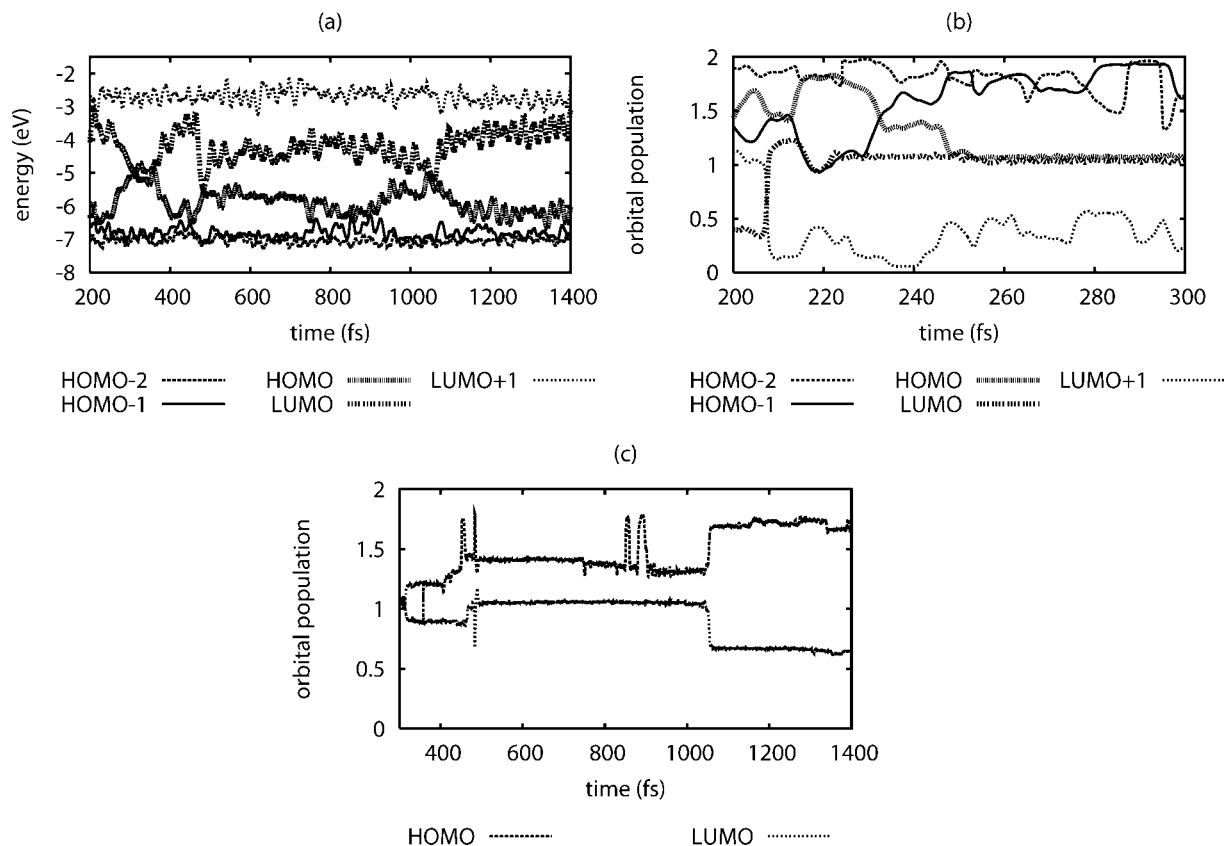 (a)
energy (eV)
-2
-3
-4
-5
-6
-7
-8
200 400 600 800 1000 1200 1400
time (fs)
HOMO-2 HOMO LUMO+1
HOMO-1 LUMO
(b)
orbital population
2
1.5
1
0.5
0
200 220 240 260 280 300
time (fs)
HOMO-2 HOMO LUMO+1
HOMO-1 LUMO
(c)
orbital population
2
1.5
1
0.5
0
400 600 800 1000 1200 1400
time (fs)
HOMO LUMO